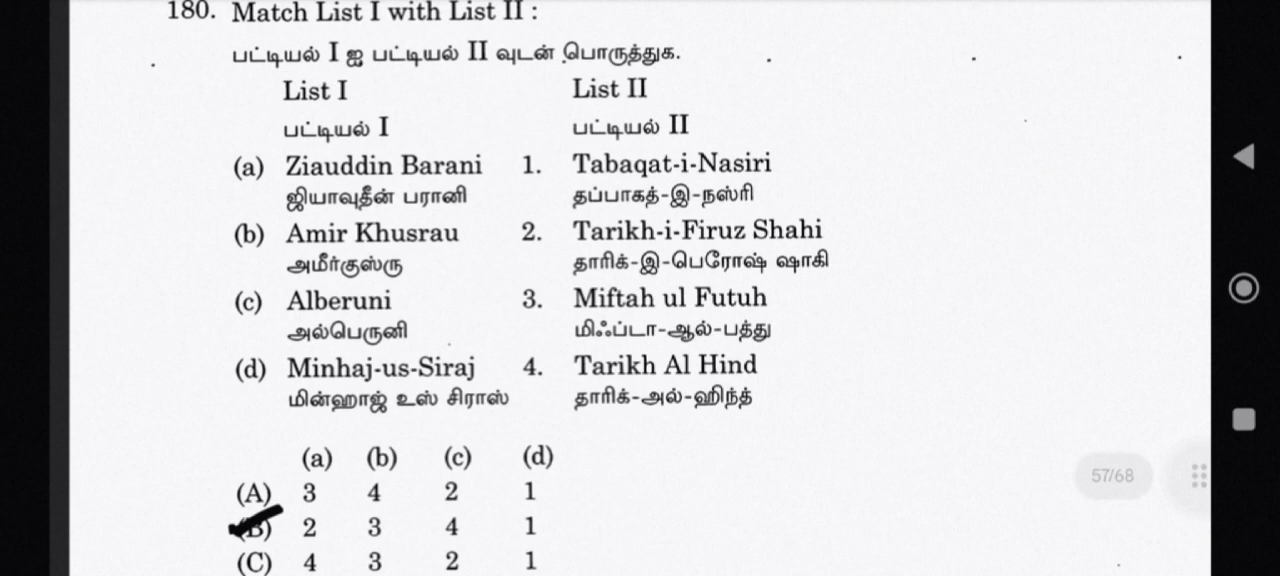 180. Match List I with List II :
பட்டியல் I ஐ பட்டியல் II வுடன் பொருத்துக.
List I List II
பட்டியல் I பட்டியல் II
(a) Ziauddin Barani 1. Tabaqat-i-Nasiri
ஜியாவுதீன் பரானி தப்பாகத்-இ-நஸ்ரி
(b) Amir Khusrau 2. Tarikh-i-Firuz Shahi
அமீர்குஸ்ரு தாரிக்-இ-பெரோஷ் ஷாகி
(c) Alberuni 3. Miftah ul Futuh
அல்பெருனி மிஃப்டா-ஆல்-பத்து
(d) Minhaj-us-Siraj 4. Tarikh Al Hind
மின்ஹாஜ் உஸ் சிராஸ் தாரிக்-அல்-ஹிந்த்
(a) (b) (c) (d)
(A) 3 4 2 1
(B) 2 3 4 1
(C) 4 3 2 1
57/68